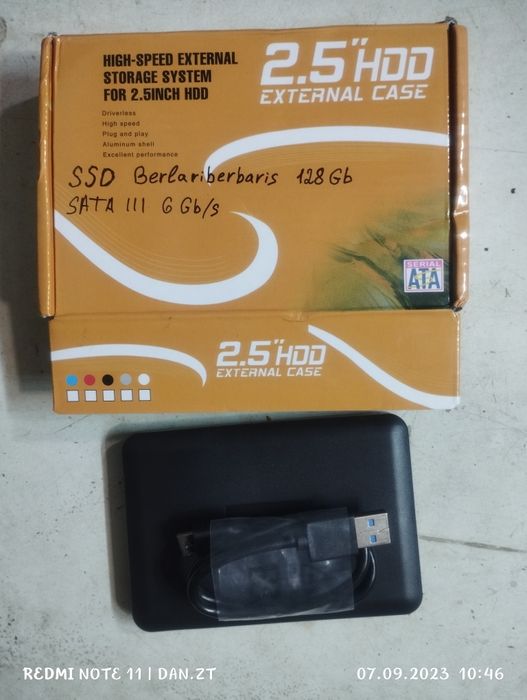 HIGH-SPEED EXTERNAL
STORAGE SYSTEM
FOR 2.5INCH HDD
Driverless
High speed
Plug and play
Aluminum shell
Excellent performance
2.5" HDD
EXTERNAL CASE
SSD Berlariberbaris 128 Gb
SATA III 6 Gb/s
SERIAL
ATA
2.5" HDD
EXTERNAL CASE
REDMI NOTE 11 | DAN.ZT
07.09.2023 10:46